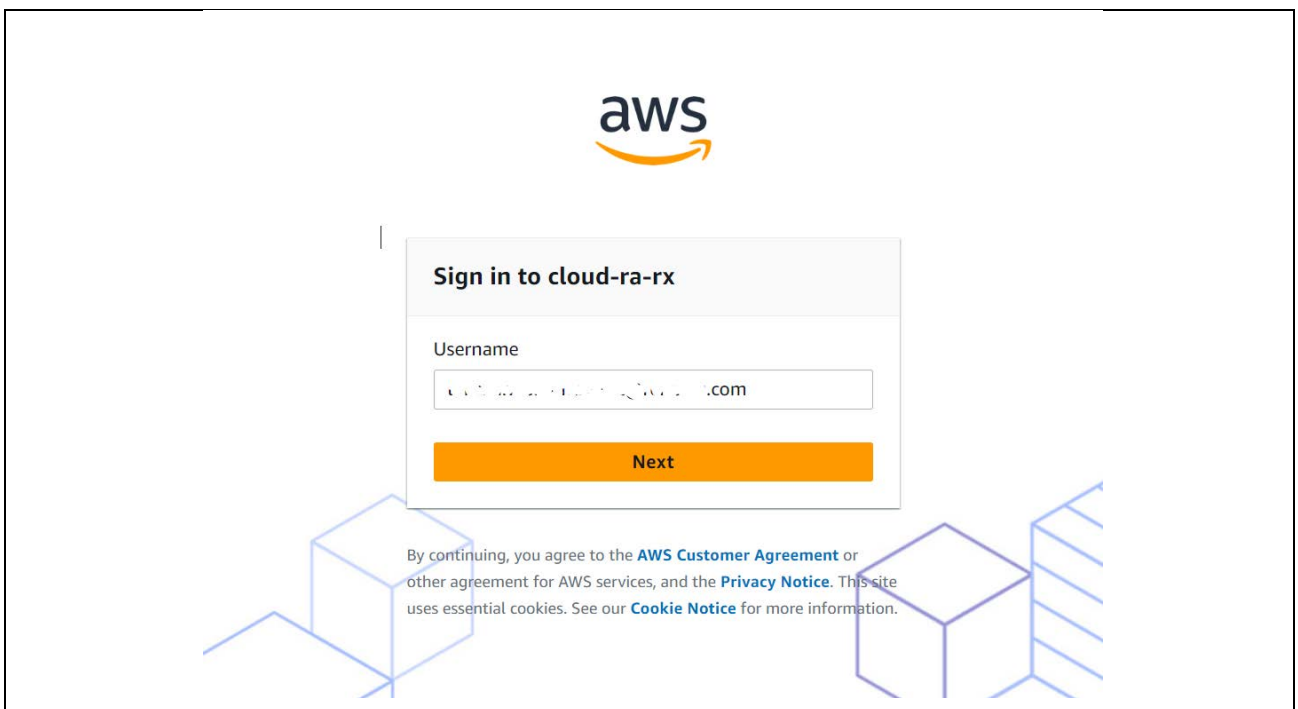 aws
Sign in to cloud-ra-rx
Username
.com
Next
By continuing, you agree to the AWS Customer Agreement or
other agreement for AWS services, and the Privacy Notice. This site
uses essential cookies. See our Cookie Notice for more information.